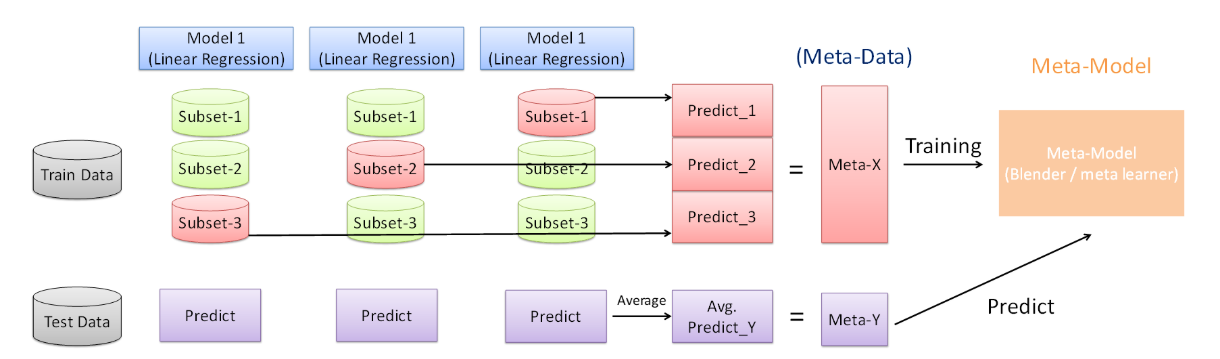 Model 1
(Linear Regression)
Model 1
(Linear Regression)
Model 1
(Linear Regression)
(Meta-Data)
Meta-Model
Train Data
Subset-1
Subset-2
Subset-3
Subset-1
Subset-2
Subset-3
Subset-1
Subset-2
Subset-3
Predict_1
Predict_2
Predict_3
=
Meta-X
Training
Meta-Model
(Blender / meta learner)
Test Data
Predict
Predict
Predict
Average
Avg.
Predict_Y
=
Meta-Y
Predict